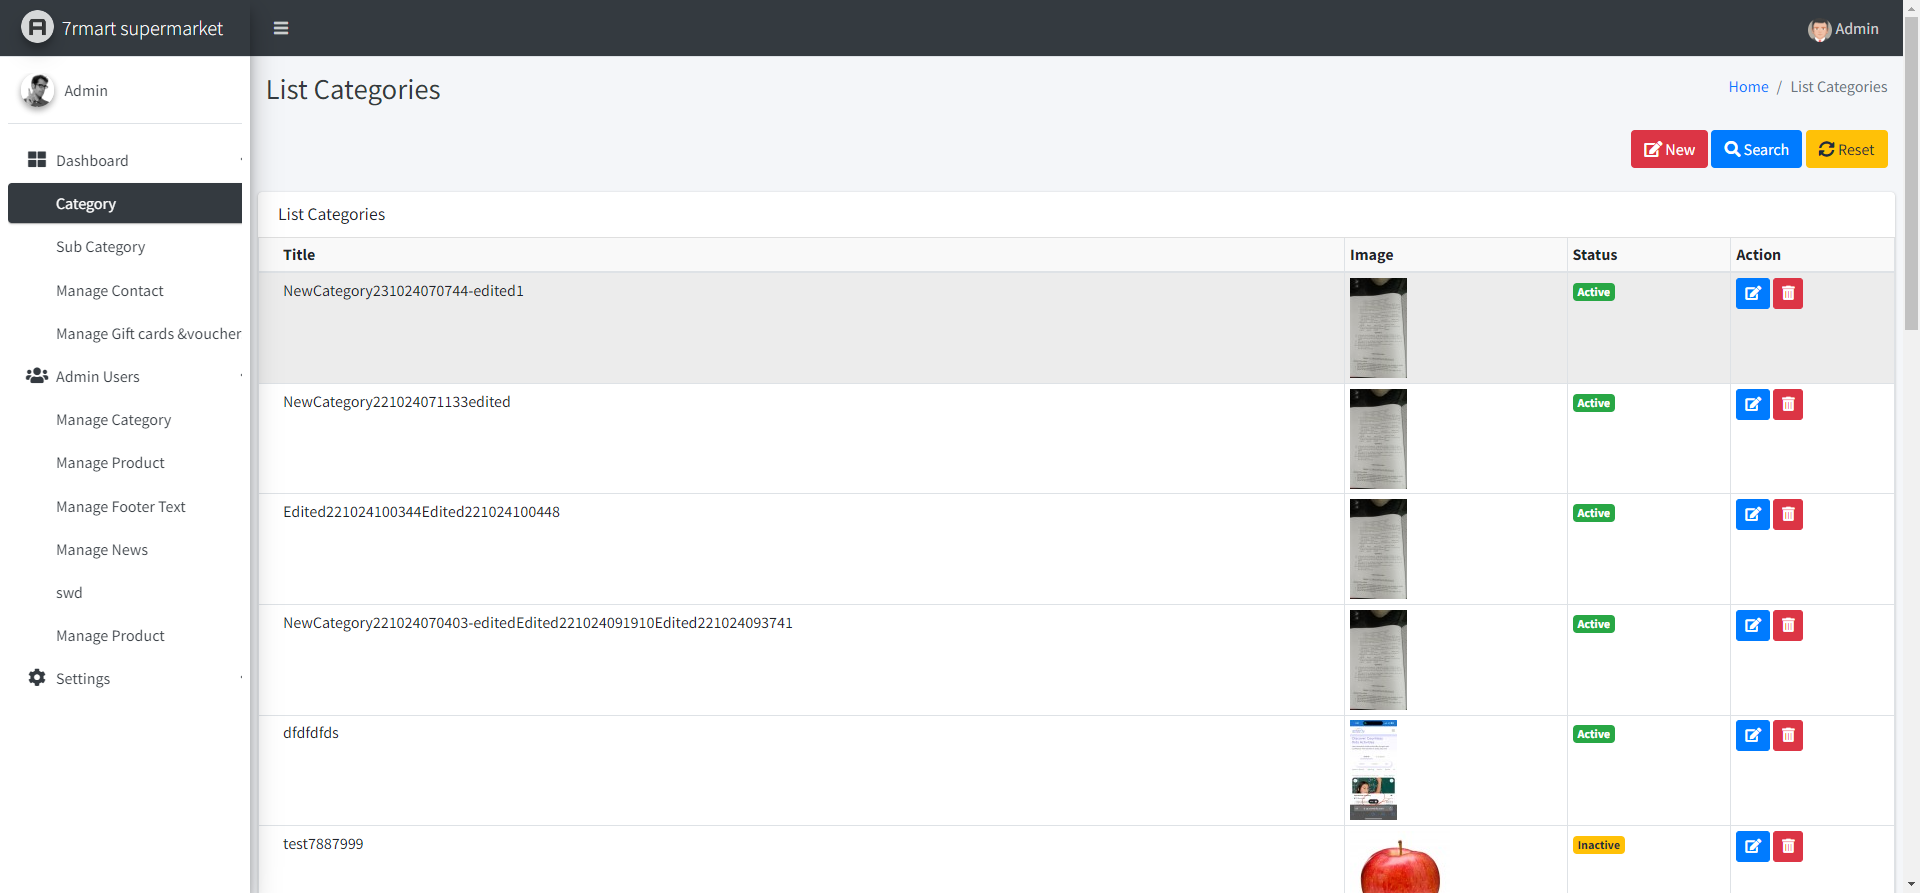 7rmart supermarket
Admin
Admin
List Categories
Home / List Categories
New
Search
Reset
Dashboard
Category
Sub Category
Manage Contact
Manage Gift cards &voucher
Admin Users
Manage Category
Manage Product
Manage Footer Text
Manage News
swd
Manage Product
Settings
List Categories
Title Image Status Action
NewCategory231024070744-edited1 Active
NewCategory221024071133edited Active
Edited221024100344Edited221024100448 Active
NewCategory221024070403-editedEdited221024091910Edited221024093741 Active
dfdfdfds Active
test7887999 Inactive